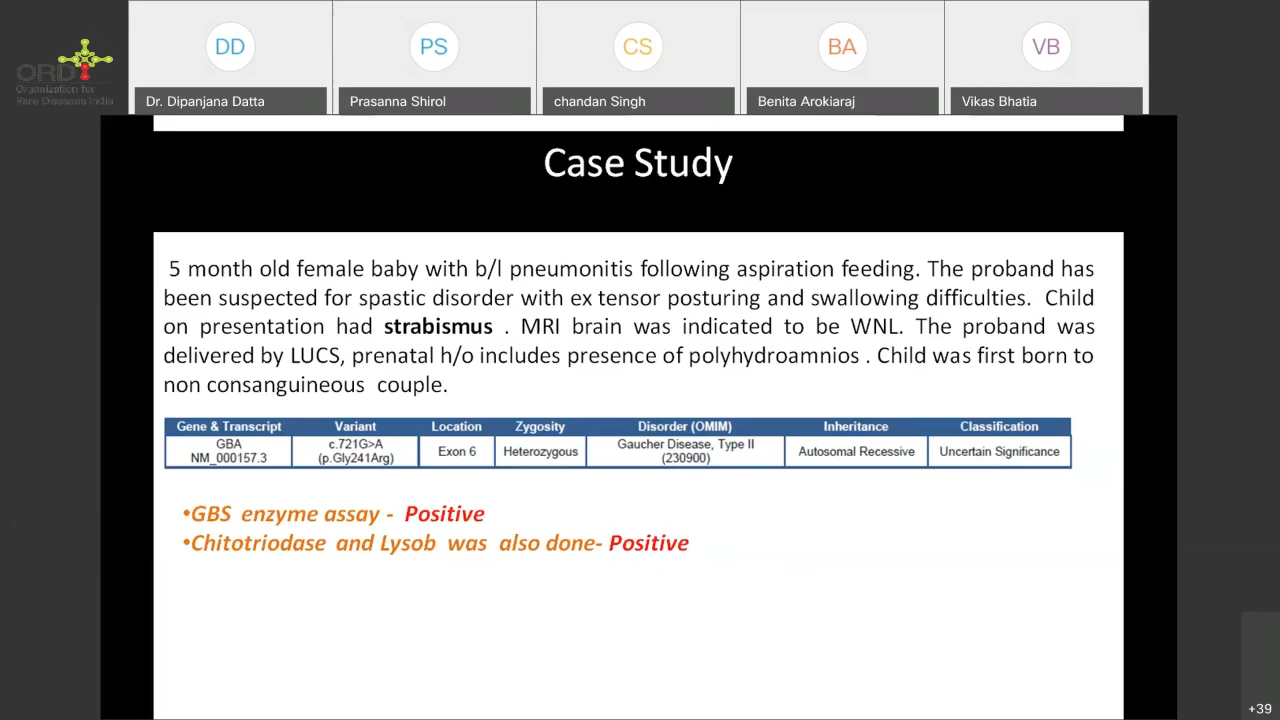 DD
PS
CS
BA
VB
ORDI
Organization for
Rare Diseases India
Dr. Dipanjana Datta
Prasanna Shirol
chandan Singh
Benita Arokiaraj
Vikas Bhatia
Case Study
5 month old female baby with b/l pneumonitis following aspiration feeding. The proband has
been suspected for spastic disorder with ex tensor posturing and swallowing difficulties. Child
on presentation had strabismus . MRI brain was indicated to be WNL. The proband was
delivered by LUCS, prenatal h/o includes presence of polyhydroamnios . Child was first born to
non consanguineous couple.
Gene & Transcript Variant Location Zygosity Disorder (OMIM) Inheritance Classification
GBA
NM_000157.3
c.721G>A
(p.Gly241Arg)
Exon 6
Heterozygous
Gaucher Disease, Type II
(230900)
Autosomal Recessive
Uncertain Significance
•GBS enzyme assay - Positive
•Chitotriodase and Lysob was also done- Positive
+39